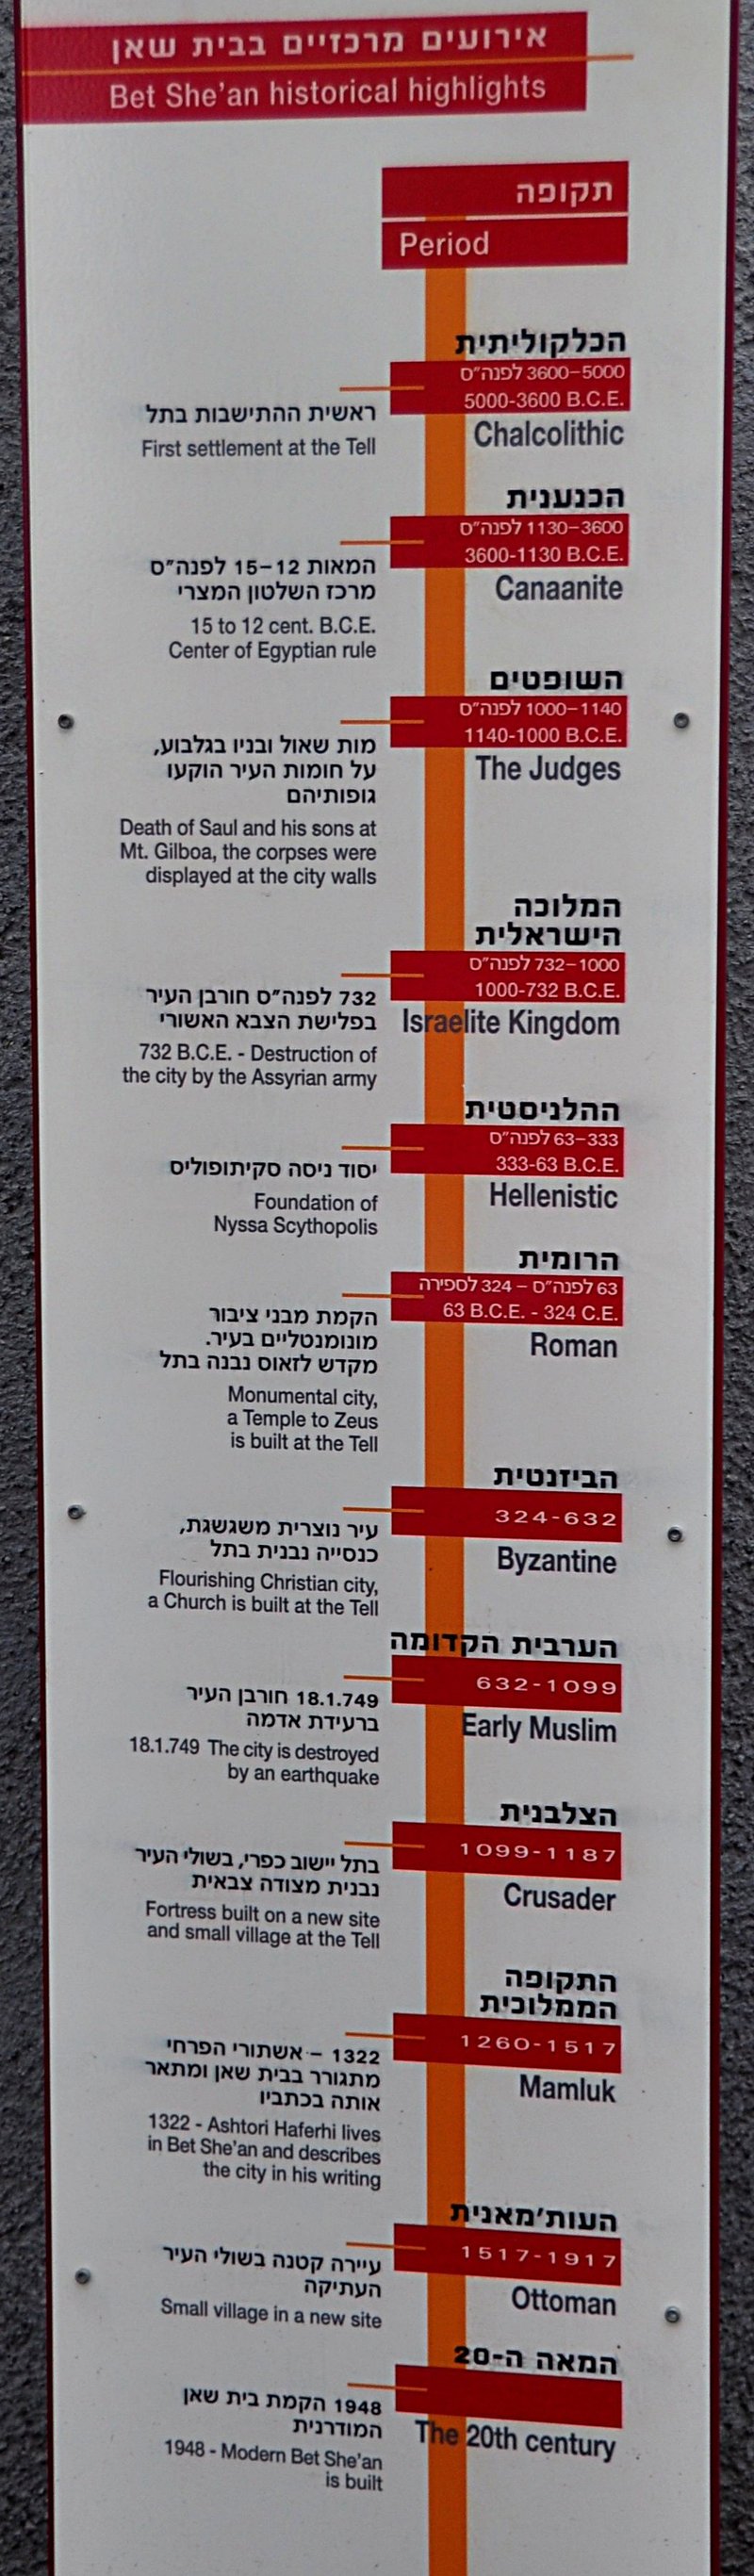 אירועים מרכזיים בבית שאן
Bet She'an historical highlights
תקופה
Period
הכלקוליתית
5000–3600 לפנה"ס
5000-3600 B.C.E.
Chalcolithic
ראשית ההתישבות בתל
First settlement at the Tell
הכנענית
3600–1130 לפנה"ס
3600-1130 B.C.E.
Canaanite
המאות 12–15 לפנה"ס
מרכז השלטון המצרי
15 to 12 cent. B.C.E.
Center of Egyptian rule
השופטים
1140–1000 לפנה"ס
1140-1000 B.C.E.
The Judges
מות שאול ובניו בגלבוע,
על חומות העיר הוקעו
גופותיהם
Death of Saul and his sons at
Mt. Gilboa, the corpses were
displayed at the city walls
המלוכה
הישראלית
1000–732 לפנה"ס
1000-732 B.C.E.
Israelite Kingdom
732 לפנה"ס חורבן העיר
בפלישת הצבא האשורי
732 B.C.E. - Destruction of
the city by the Assyrian army
ההלניסטית
333–63 לפנה"ס
333-63 B.C.E.
Hellenistic
יסוד ניסה סקיתופוליס
Foundation of
Nyssa Scythopolis
הרומית
63 לפנה"ס – 324 לספירה
63 B.C.E. - 324 C.E.
Roman
הקמת מבני ציבור
מונומנטליים בעיר.
מקדש לזאוס נבנה בתל
Monumental city,
a Temple to Zeus
is built at the Tell
הביזנטית
324-632
Byzantine
עיר נוצרית משגשגת,
כנסייה נבנית בתל
Flourishing Christian city,
a Church is built at the Tell
הערבית הקדומה
632-1099
Early Muslim
18.1.749 חורבן העיר
ברעידת אדמה
18.1.749 The city is destroyed
by an earthquake
הצלבנית
1099-1187
Crusader
בתל יישוב כפרי, בשולי העיר
נבנית מצודה צבאית
Fortress built on a new site
and small village at the Tell
התקופה
הממלוכית
1260-1517
Mamluk
1322 – אשתורי הפרחי
מתגורר בבית שאן ומתאר
אותה בכתביו
1322 - Ashtori Haferhi lives
in Bet She'an and describes
the city in his writing
העות'מאנית
1517-1917
Ottoman
עיירה קטנה בשולי העיר
העתיקה
Small village in a new site
המאה ה-20
The 20th century
1948 הקמת בית שאן
המודרנית
1948 - Modern Bet She'an
is built